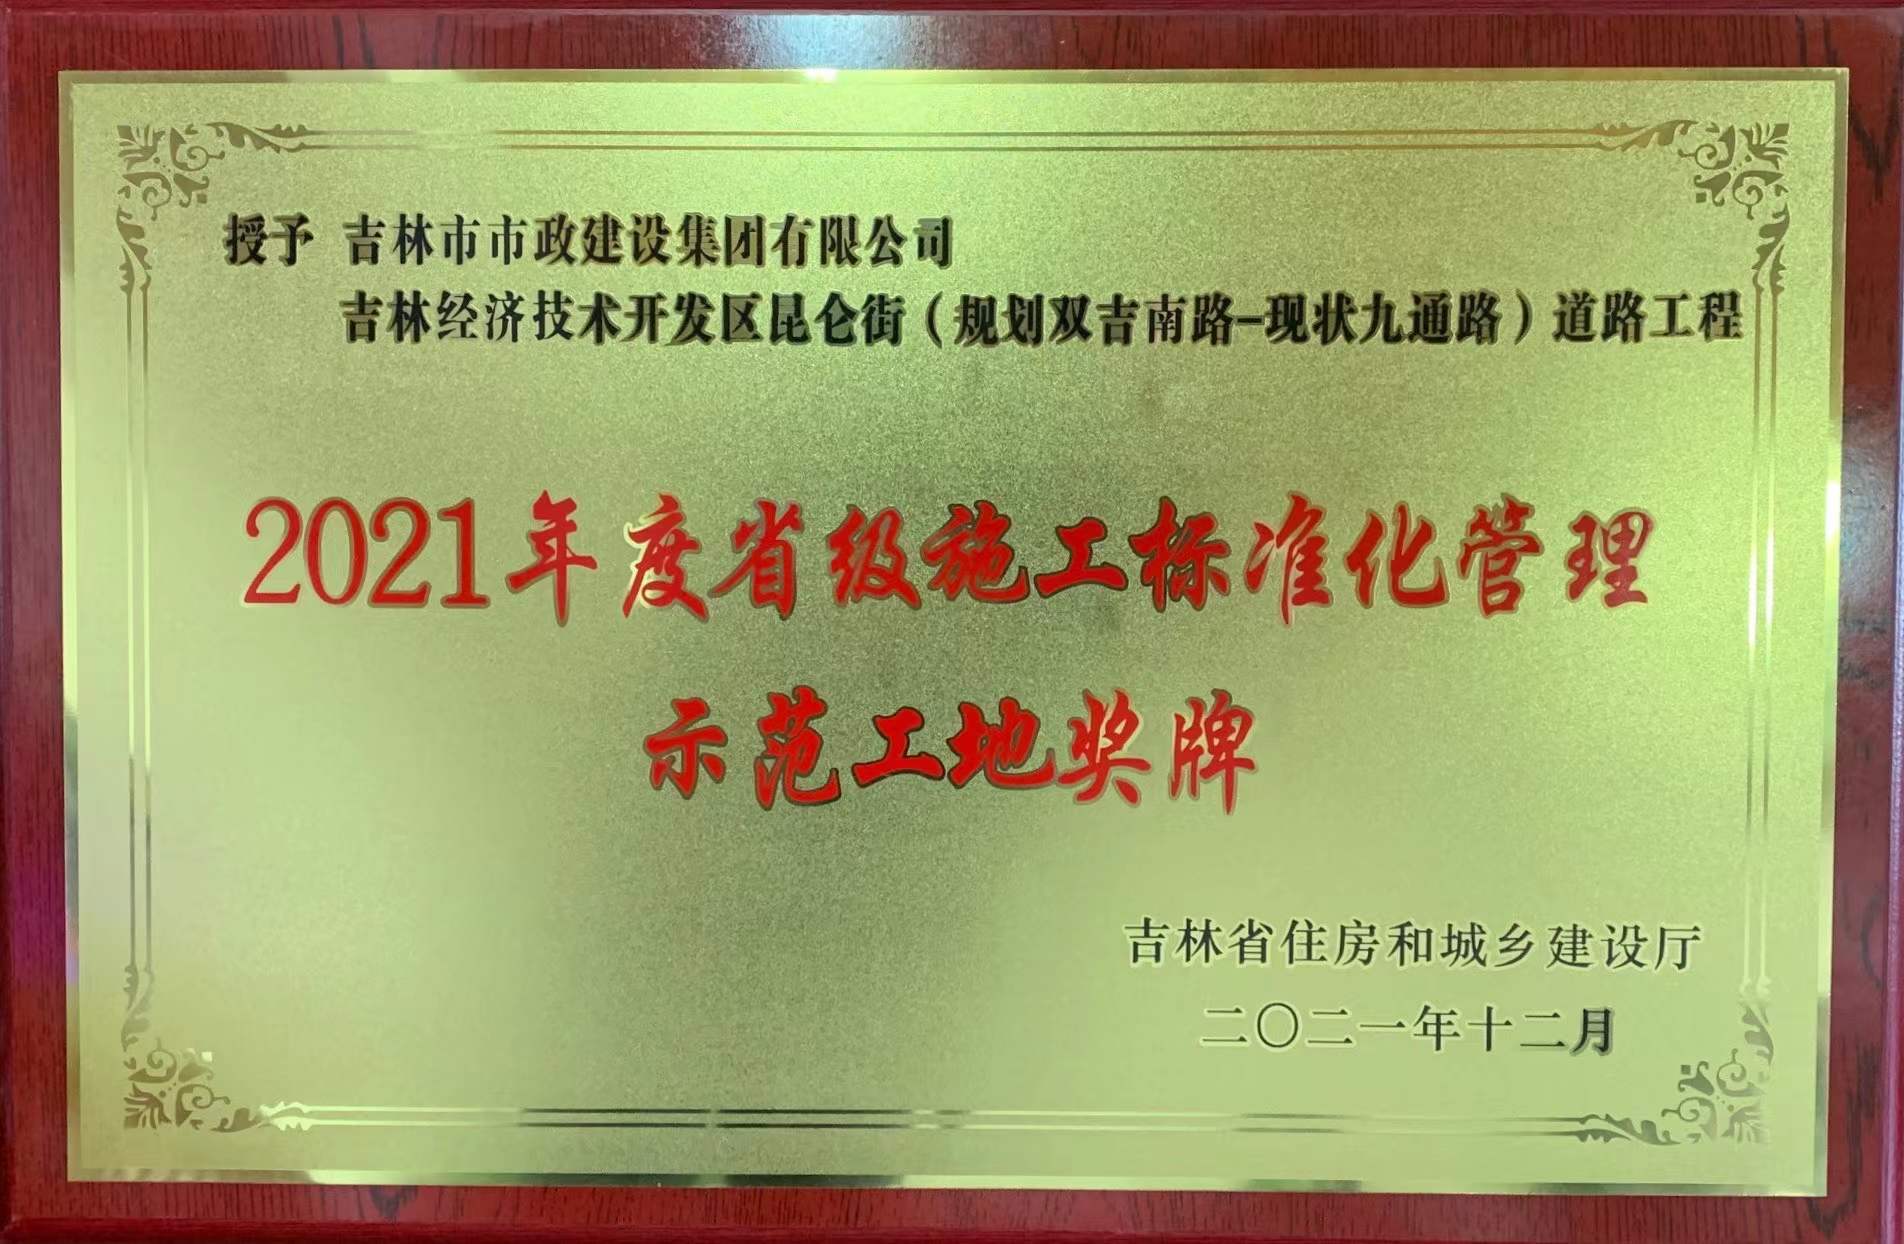 授予 吉林市市政建设集团有限公司
吉林经济技术开发区昆仑街（规划双吉南路-现状九通路）道路工程
2021年度省级施工标准化管理
示范工地奖牌
吉林省住房和城乡建设厅
二〇二一年十二月